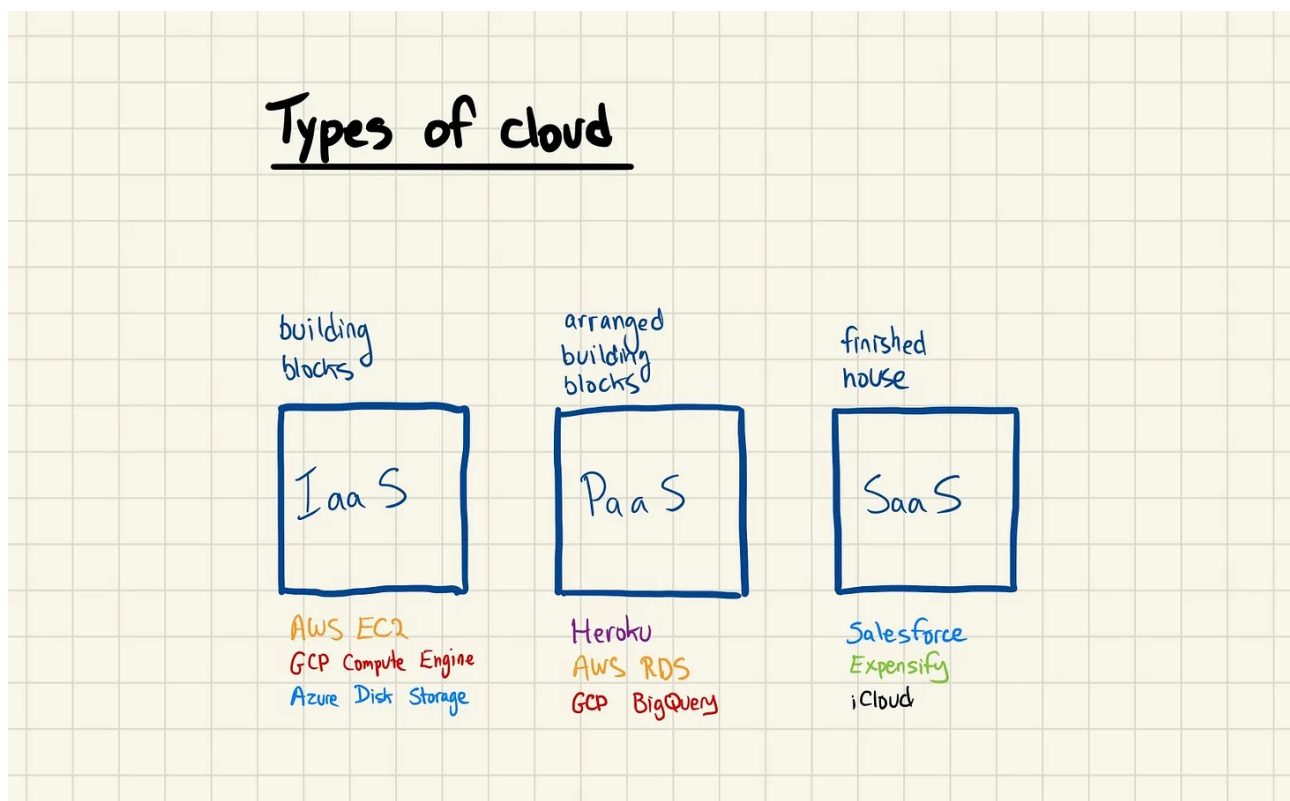 Types of cloud
building
blocks
IaaS
AWS EC2
GCP Compute Engine
Azure Disk Storage
arranged
building
blocks
PaaS
Heroku
AWS RDS
GCP BigQuery
finished
house
SaaS
Salesforce
Expensify
iCloud